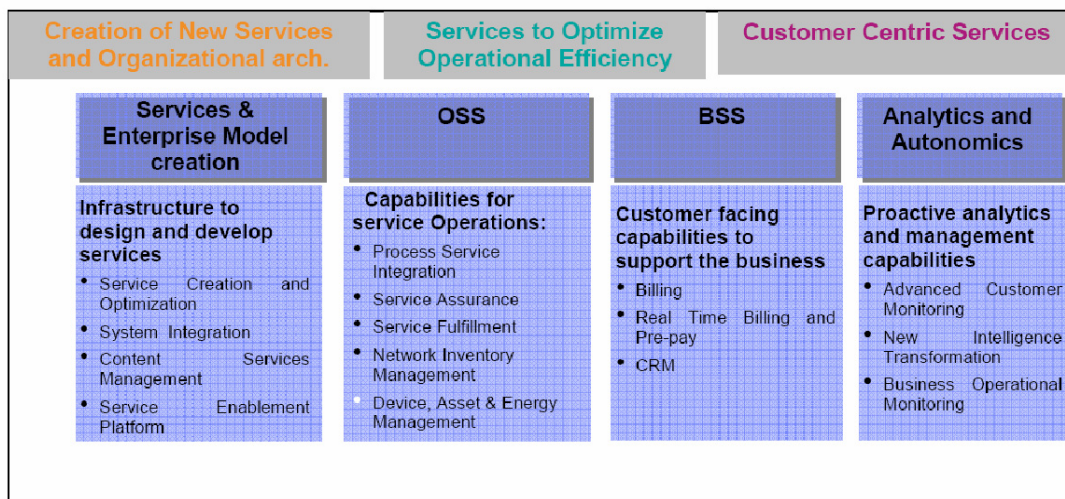 Creation of New Services
and Organizational arch.
Services to Optimize
Operational Efficiency
Customer Centric Services
Services &
Enterprise Model
creation
Infrastructure to
design and develop
services
• Service Creation and
Optimization
• System Integration
• Content Services
Management
• Service Enablement
Platform
OSS
Capabilities for
service Operations:
• Process Service
Integration
• Service Assurance
• Service Fulfillment
• Network Inventory
Management
• Device, Asset & Energy
Management
BSS
Customer facing
capabilities to
support the business
• Billing
• Real Time Billing and
Pre-pay
• CRM
Analytics and
Autonomics
Proactive analytics
and management
capabilities
• Advanced Customer
Monitoring
• New Intelligence
Transformation
• Business Operational
Monitoring